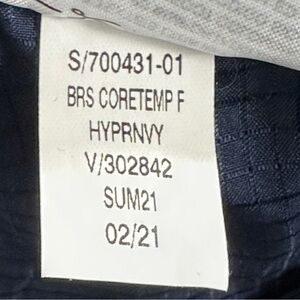 S/700431-01
BRS CORETEMP F
HYPRNVY
V/302842
SUM21
02/21